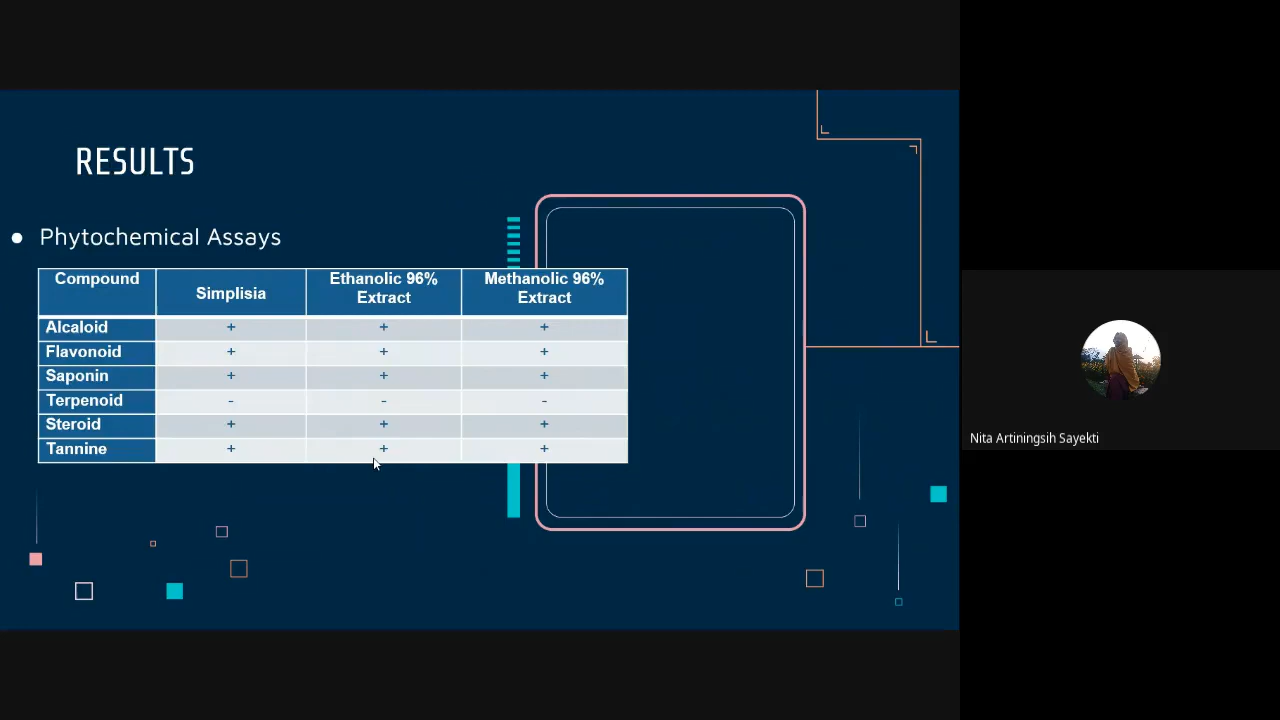 RESULTS
● Phytochemical Assays
Compound Simplisia Ethanolic 96% Extract Methanolic 96% Extract
Alcaloid + + +
Flavonoid + + +
Saponin + + +
Terpenoid - - -
Steroid + + +
Tannine + + +
Nita Artiningsih Sayekti